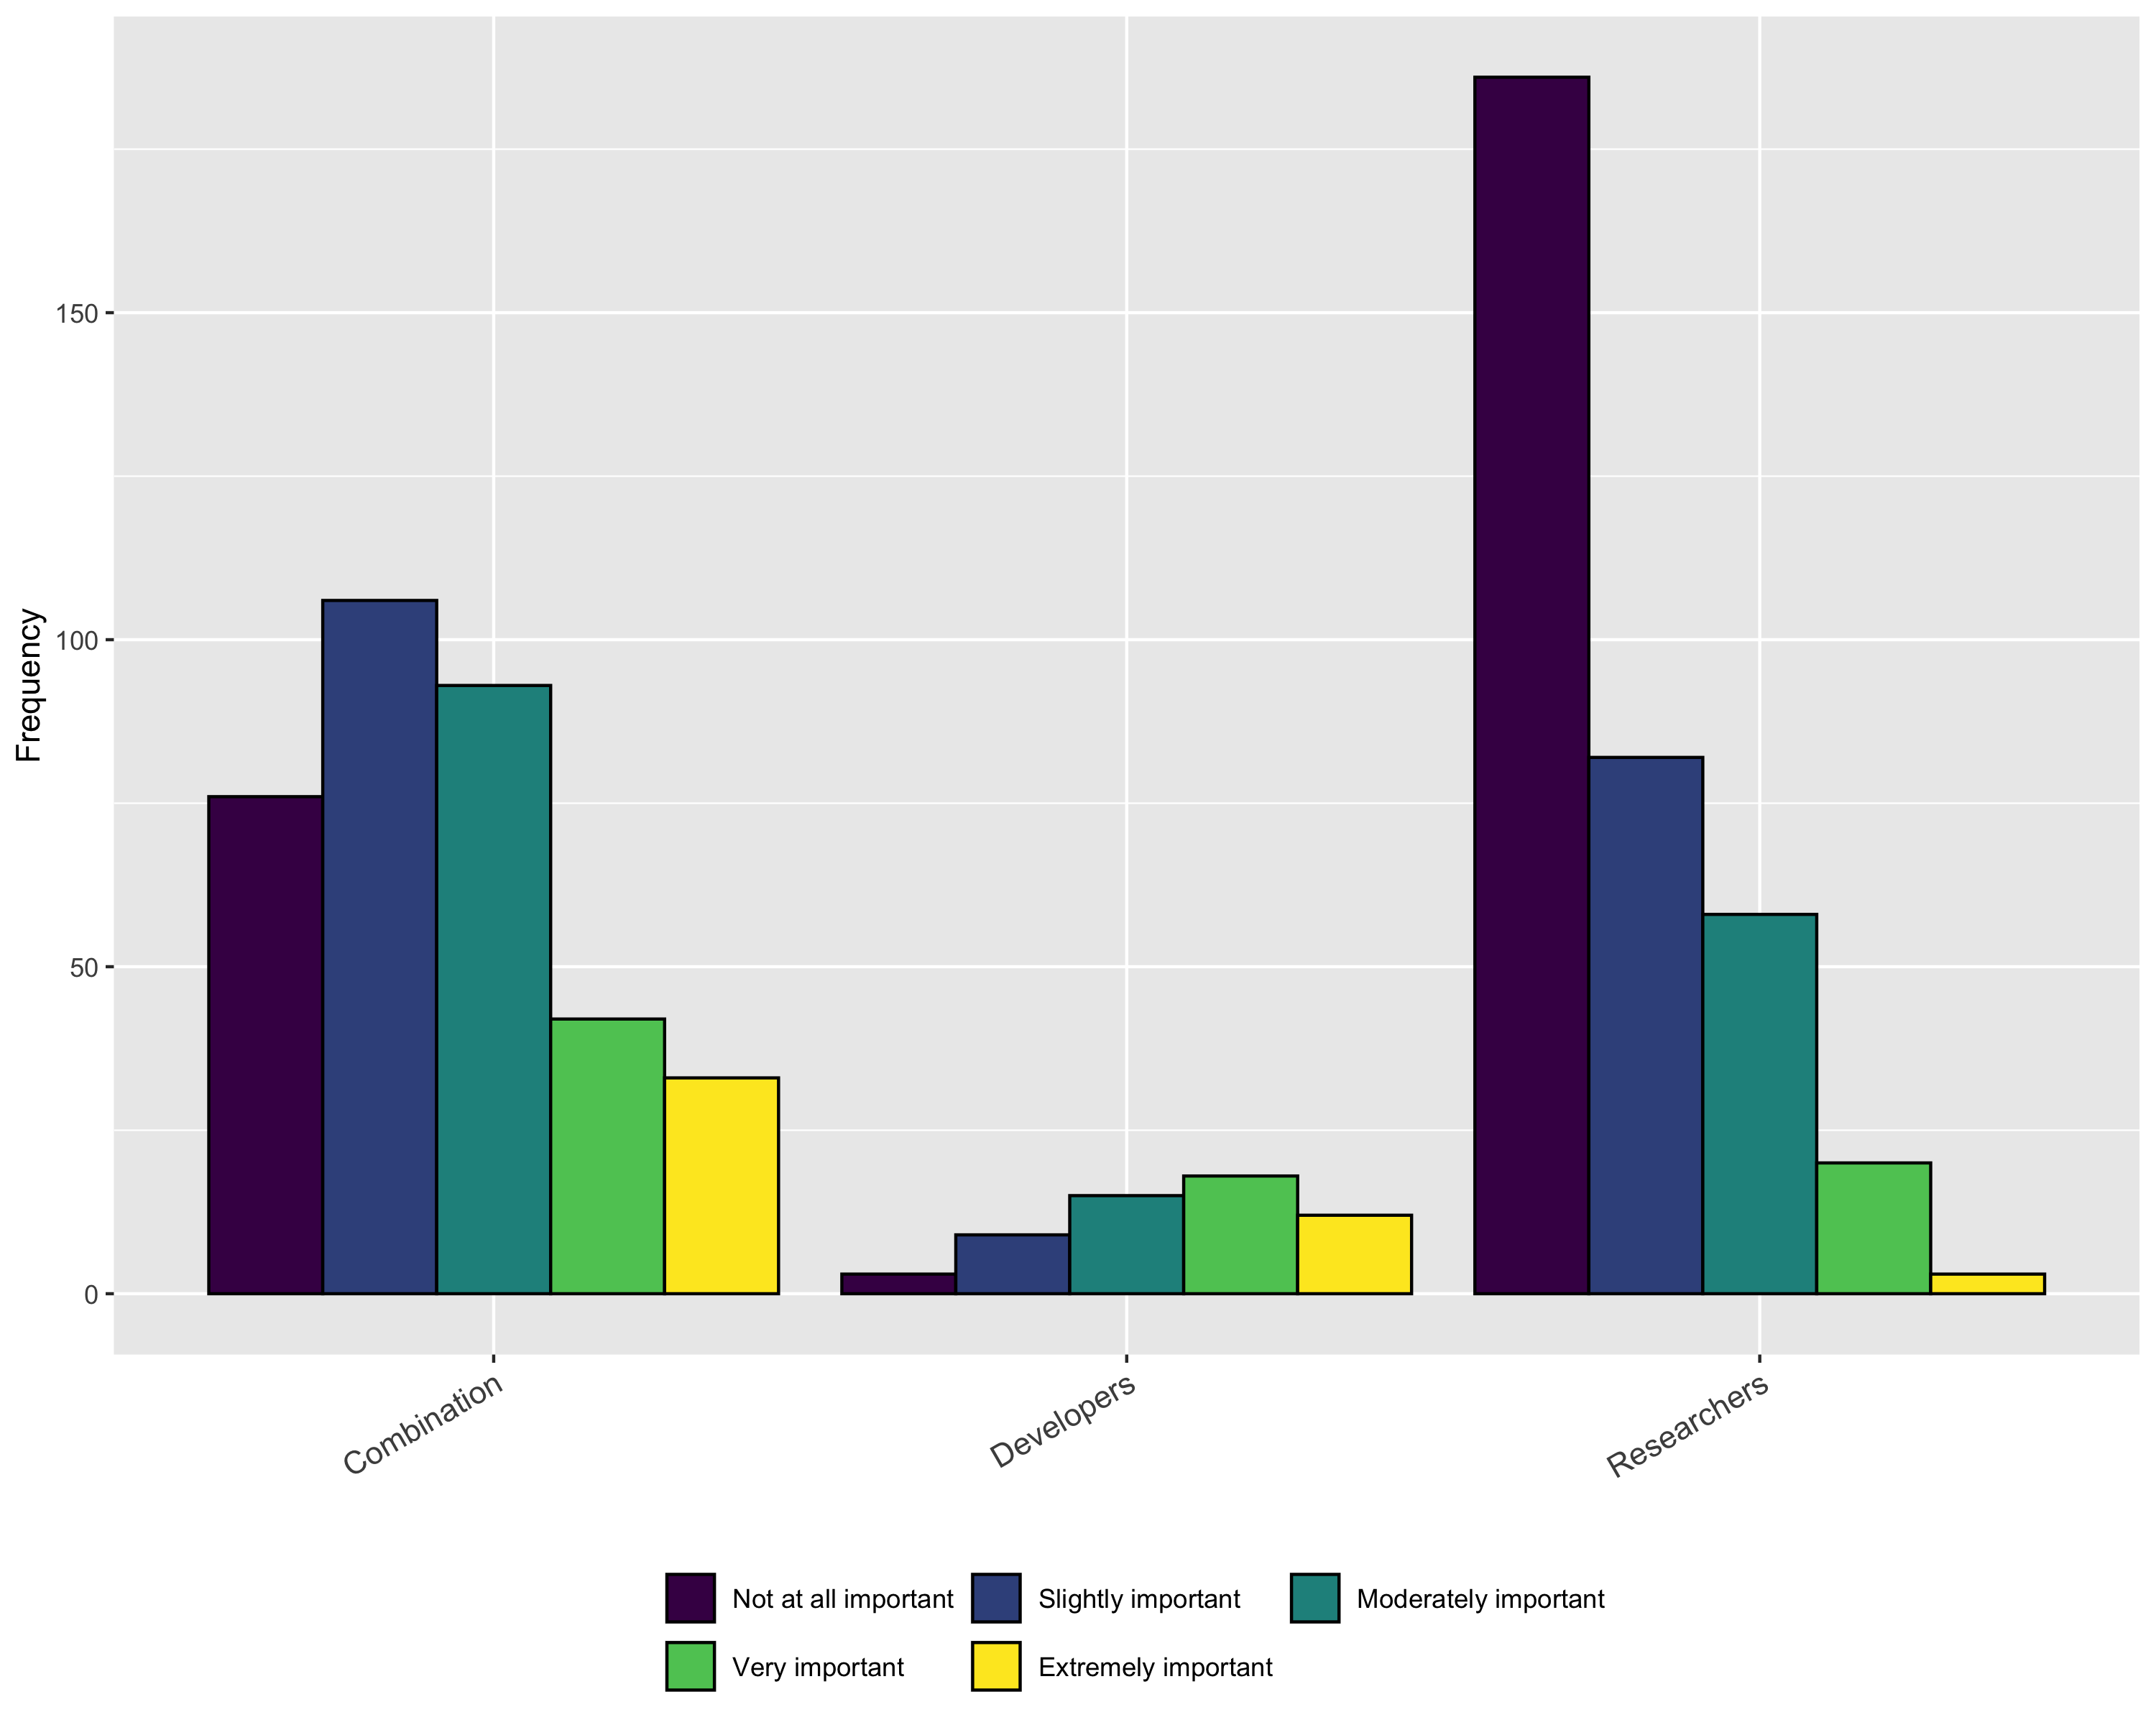 Frequency
150
100
50
0
Combination
Developers
Researchers
Not at all important
Slightly important
Moderately important
Very important
Extremely important